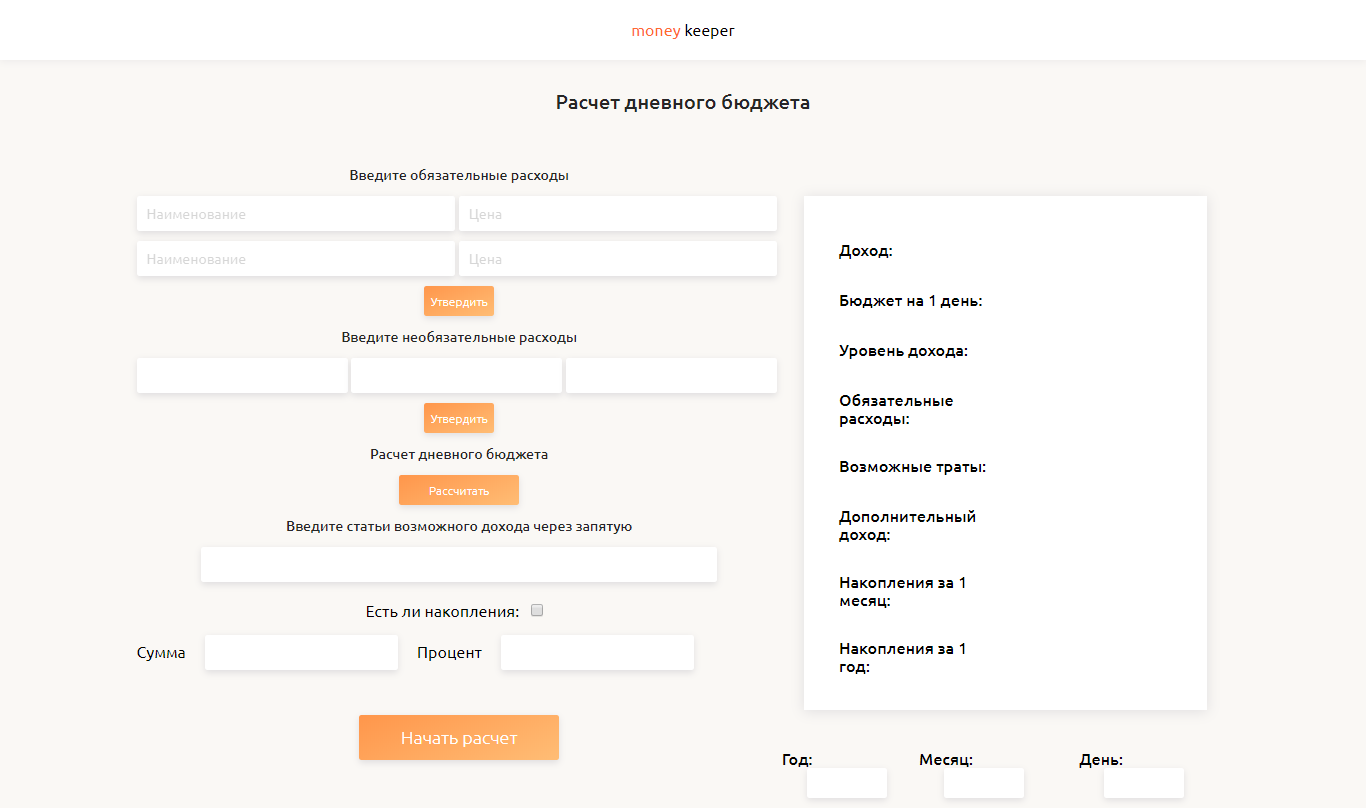 money keeper
Расчет дневного бюджета
Введите обязательные расходы
Наименование
Цена
Наименование
Цена
Утвердить
Введите необязательные расходы
Утвердить
Расчет дневного бюджета
Рассчитать
Введите статьи возможного дохода через запятую
Есть ли накопления:
Сумма
Процент
Начать расчет
Доход:
Бюджет на 1 день:
Уровень дохода:
Обязательные
расходы:
Возможные траты:
Дополнительный
доход:
Накопления за 1
месяц:
Накопления за 1
год:
Год:
Месяц:
День: